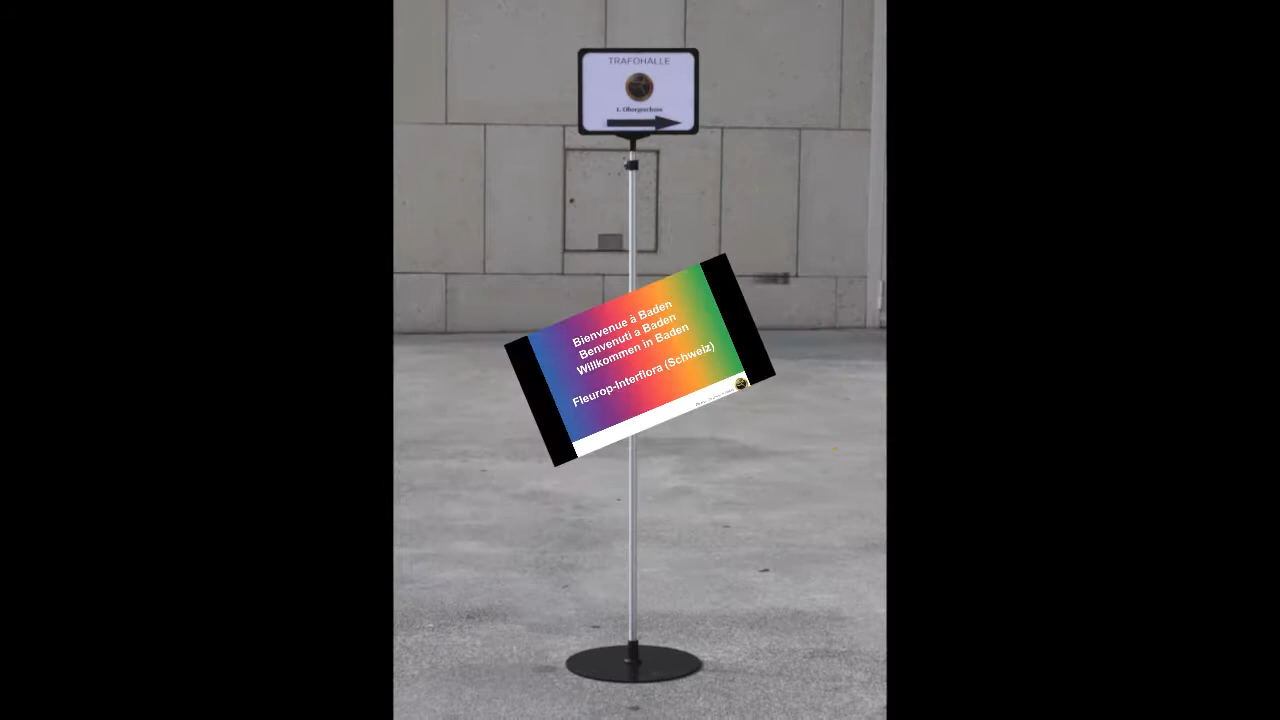 TRAFOHALLE
1. Obergeschoss
Bienvenue à Baden
Benvenuti a Baden
Willkommen in Baden
Fleurop-Interflora (Schweiz)